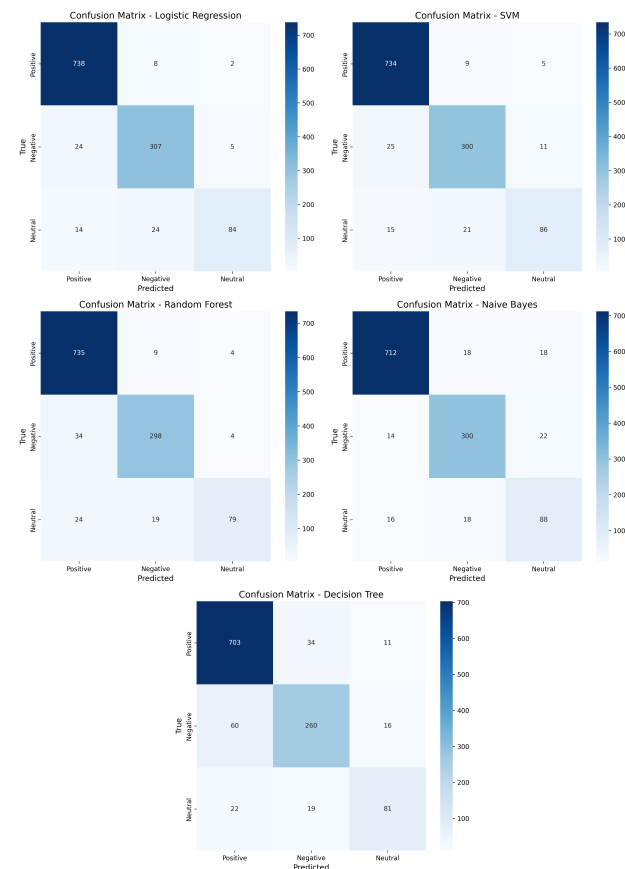 Confusion Matrix - Logistic Regression
Positive
Negative
Neutral
True
738 8 2
24 307 5
14 24 84
Positive Negative Neutral
Predicted
700
600
500
400
300
200
100
Confusion Matrix - SVM
Positive
Negative
Neutral
True
734 9 5
25 300 11
15 21 86
Positive Negative Neutral
Predicted
700
600
500
400
300
200
100
Confusion Matrix - Random Forest
Positive
Negative
Neutral
True
735 9 4
34 298 4
24 19 79
Positive Negative Neutral
Predicted
700
600
500
400
300
200
100
Confusion Matrix - Naive Bayes
Positive
Negative
Neutral
True
712 18 18
14 300 22
16 18 88
Positive Negative Neutral
Predicted
700
600
500
400
300
200
100
Confusion Matrix - Decision Tree
Positive
Negative
Neutral
True
703 34 11
60 260 16
22 19 81
Positive Negative Neutral
Predicted
700
600
500
400
300
200
100